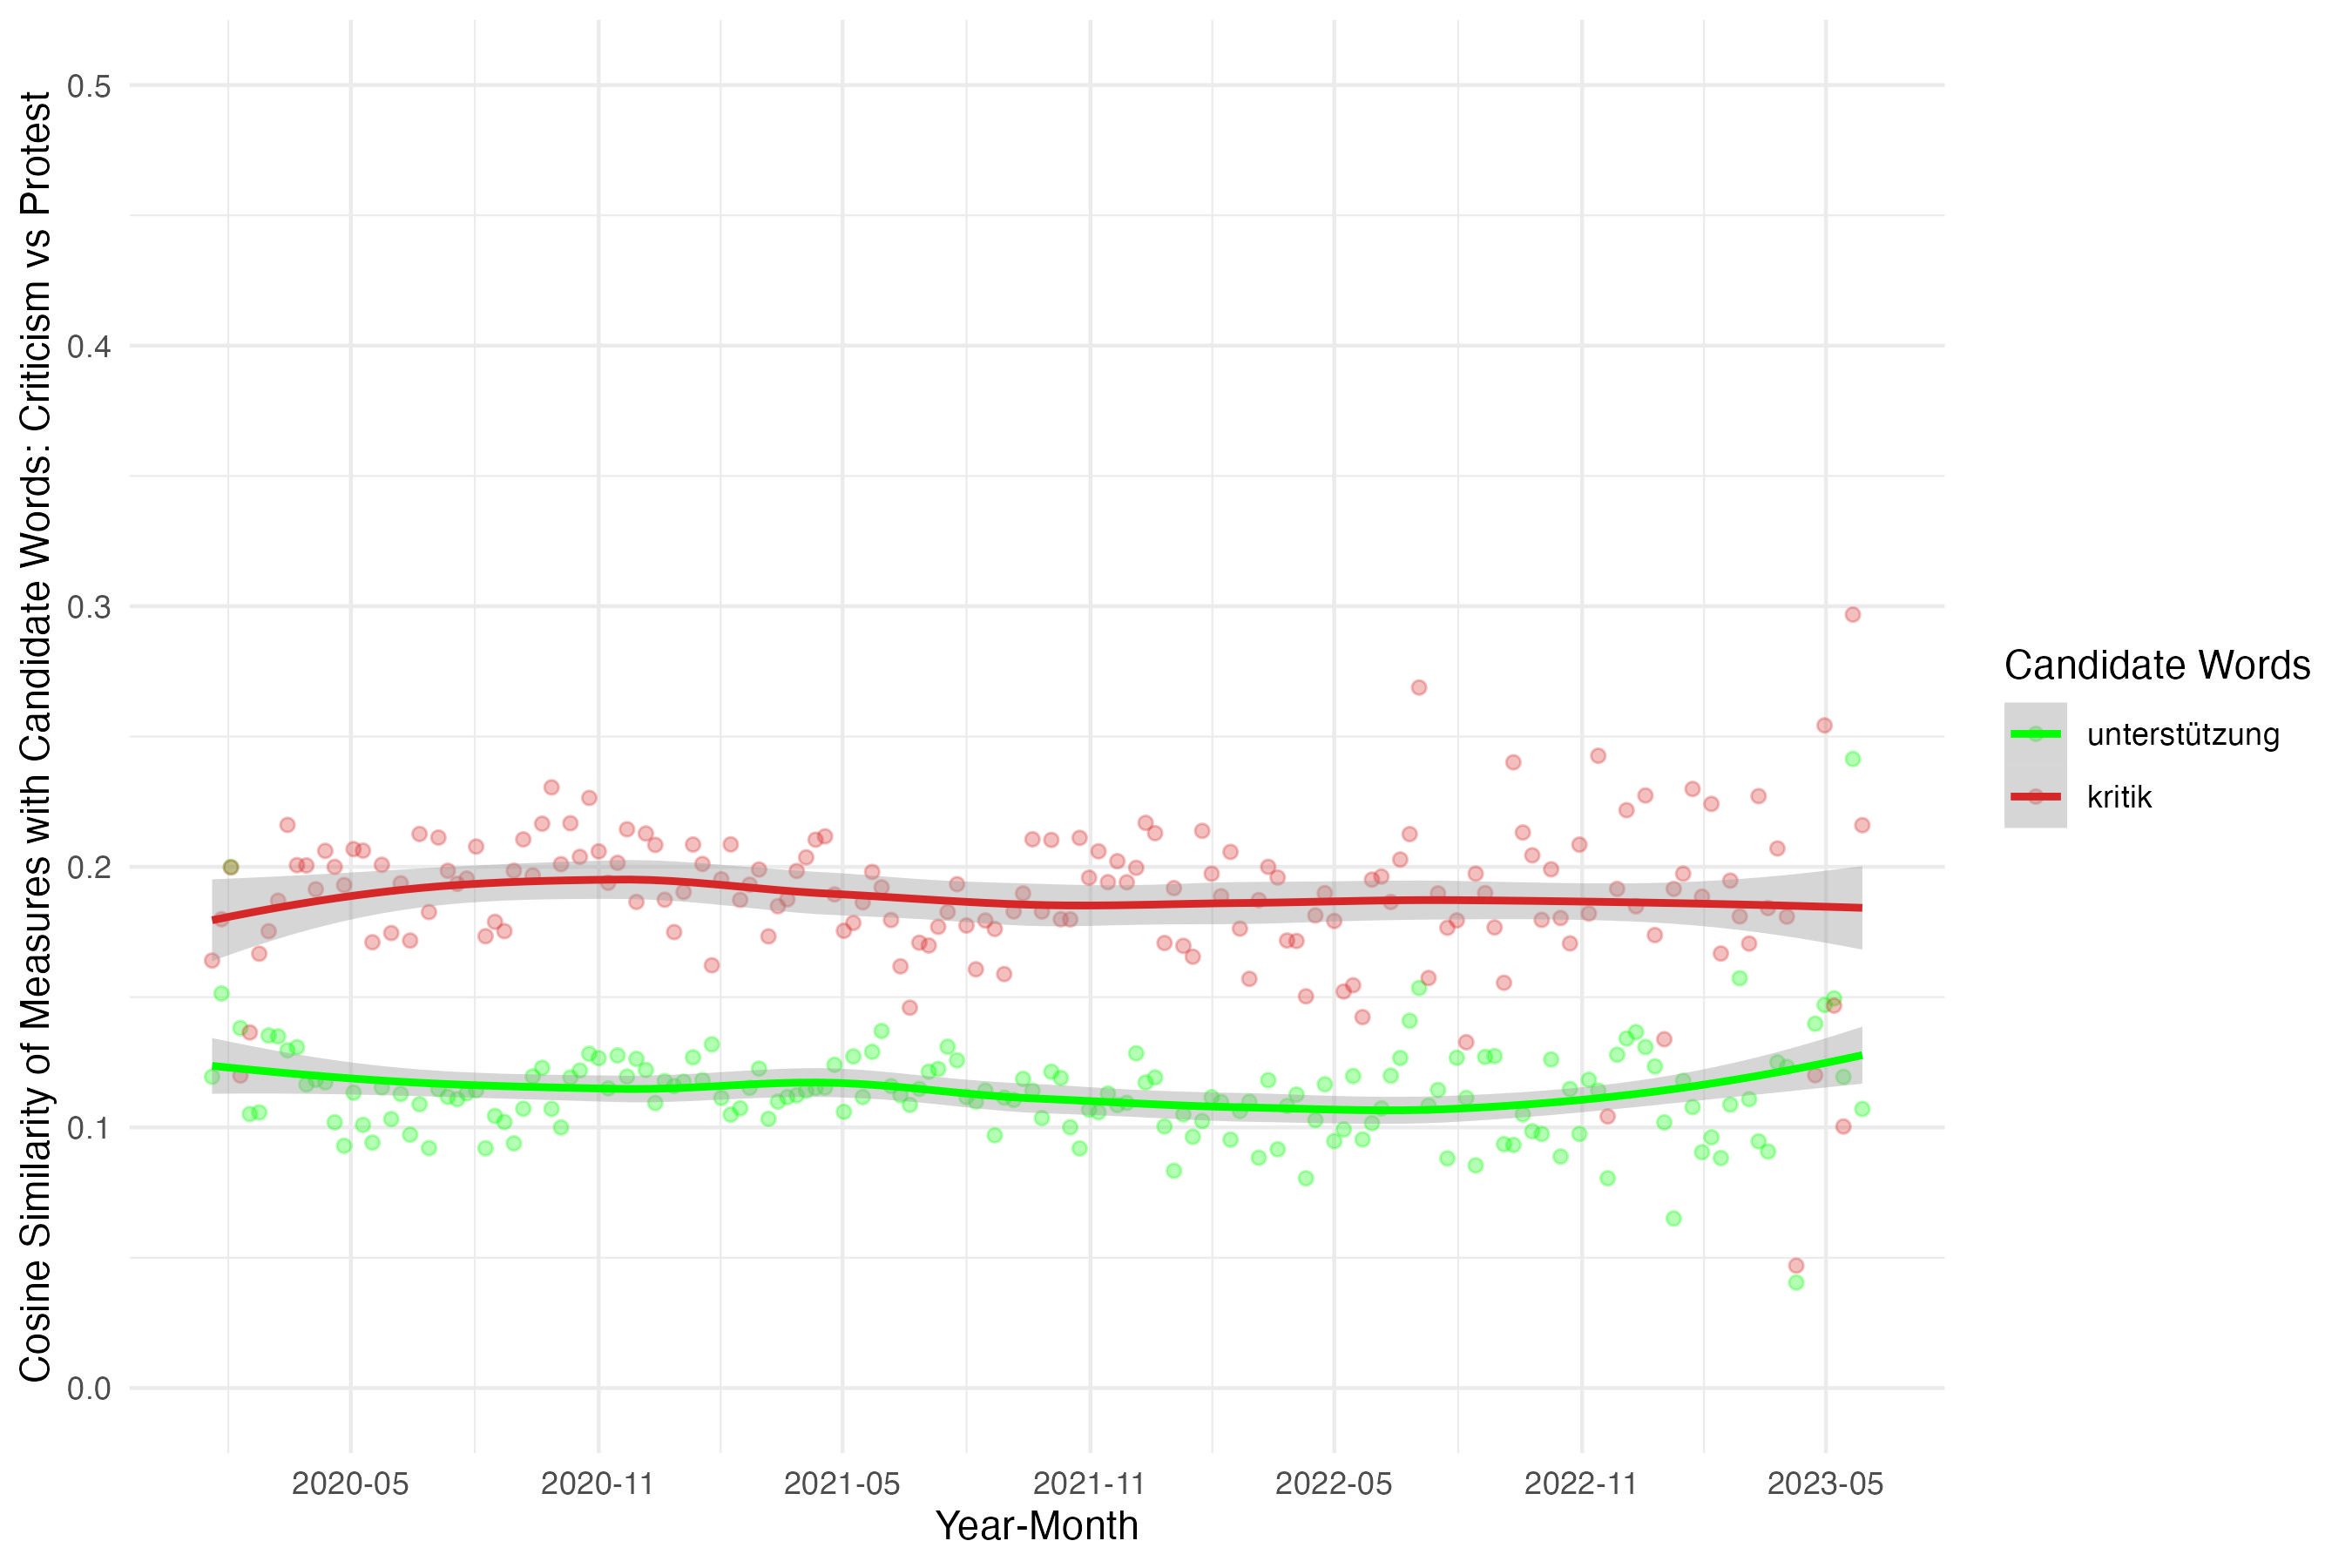 Cosine Similarity of Measures with Candidate Words: Criticism vs Protest
0.5
0.4
0.3
0.2
0.1
0.0
2020-05 2020-11 2021-05 2021-11 2022-05 2022-11 2023-05
Year-Month
Candidate Words
unterstützung
kritik